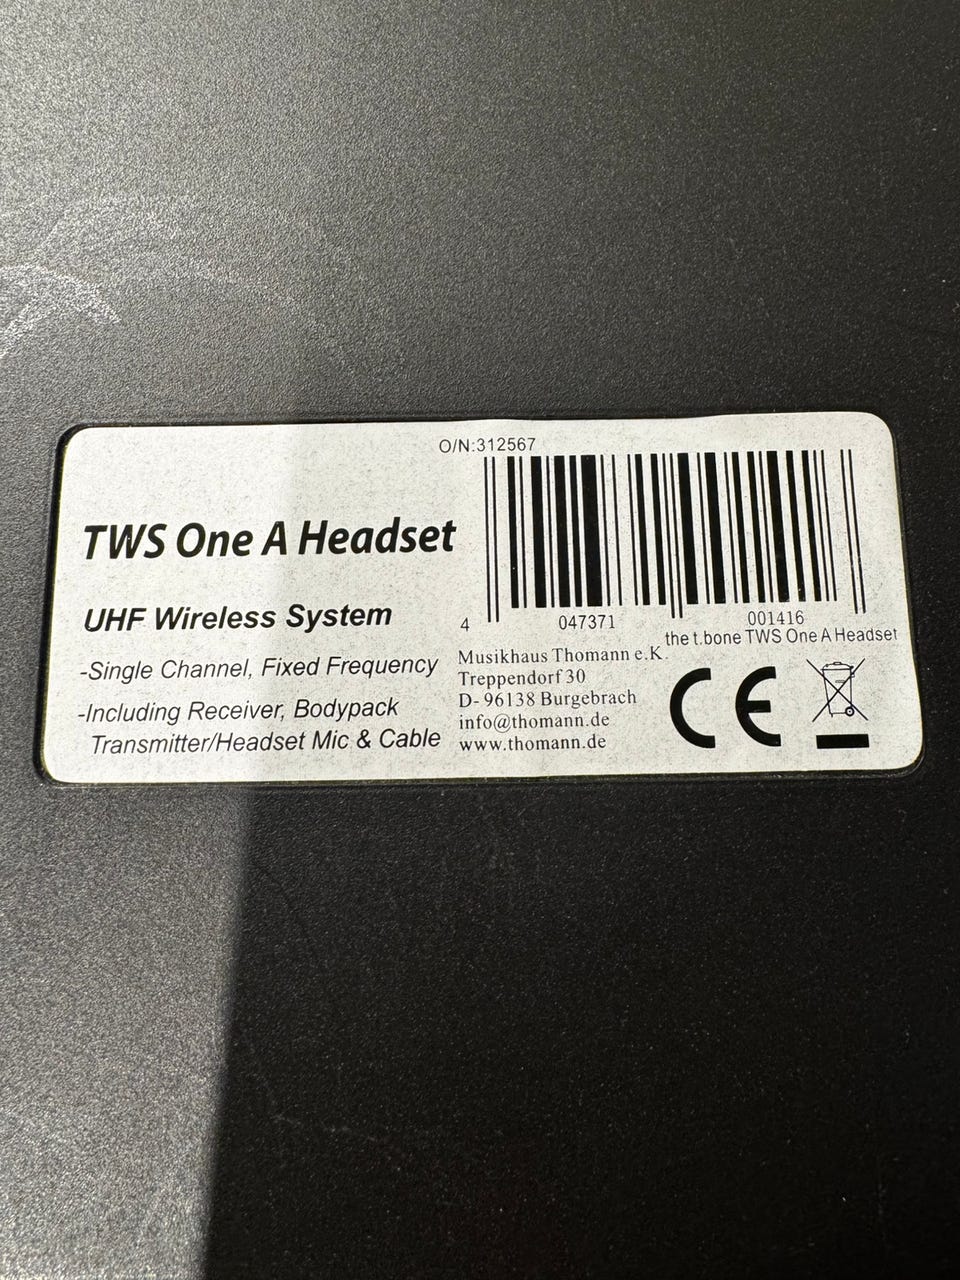 O/N:312567
TWS One A Headset
UHF Wireless System
-Single Channel, Fixed Frequency
-Including Receiver, Bodypack
Transmitter/Headset Mic & Cable
4 047371 001416
the t.bone TWS One A Headset
Musikhaus Thomann e.K.
Treppendorf 30
D- 96138 Burgebrach
info@thomann.de
www.thomann.de
CE